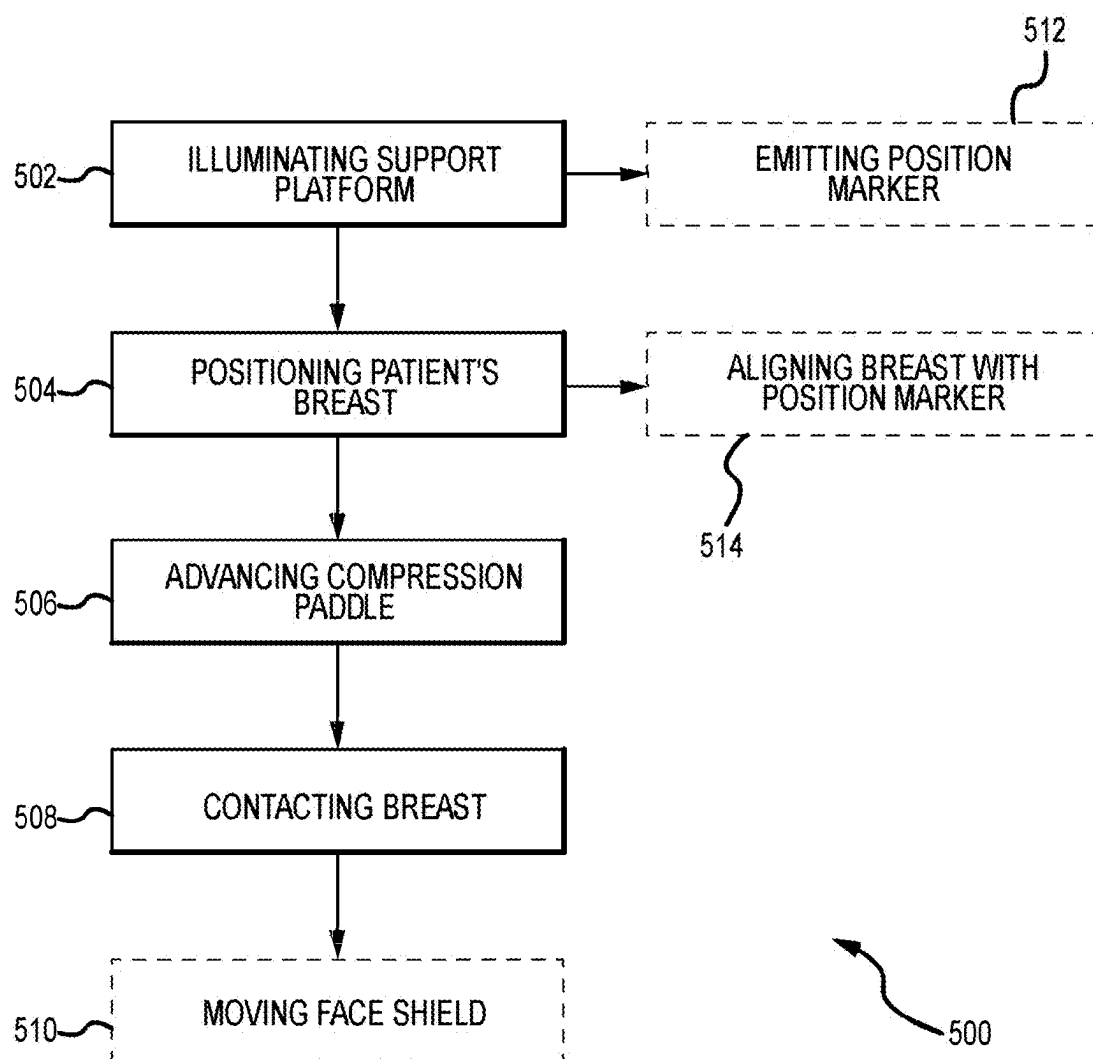 512
502
ILLUMINATING SUPPORT
PLATFORM
EMITTING POSITION
MARKER
504
POSITIONING PATIENT'S
BREAST
ALIGNING BREAST WITH
POSITION MARKER
514
506
ADVANCING COMPRESSION
PADDLE
508
CONTACTING BREAST
510
MOVING FACE SHIELD
500